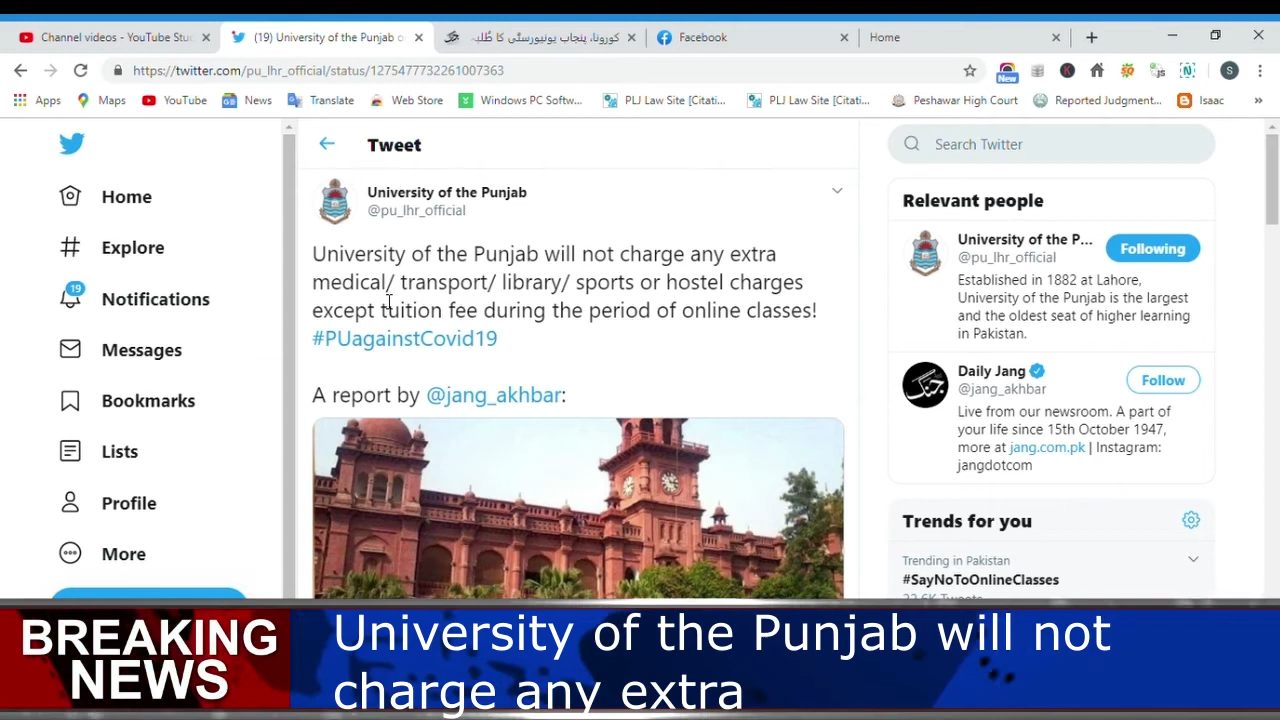 Channel videos - YouTube Stu
(19) University of the Punjab o
کورونا، پنجاب یونیورسٹی کا طُلبہ
Facebook
Home
https://twitter.com/pu_lhr_official/status/1275477732261007363
New
S
Apps
Maps
YouTube
News
Translate
Web Store
Windows PC Softw...
PLJ Law Site [Citati...
PLJ Law Site [Citati...
Peshawar High Court
Reported Judgment...
Isaac
»
Home
Explore
19
Notifications
Messages
Bookmarks
Lists
Profile
More
Tweet
University of the Punjab
@pu_lhr_official
University of the Punjab will not charge any extra
medical/ transport/ library/ sports or hostel charges
except tuition fee during the period of online classes!
#PUagainstCovid19
A report by @jang_akhbar:
Search Twitter
Relevant people
University of the P...
@pu_lhr_official
Following
Established in 1882 at Lahore,
University of the Punjab is the largest
and the oldest seat of higher learning
in Pakistan.
Daily Jang
@jang_akhbar
Follow
جنگ
Live from our newsroom. A part of
your life since 15th October 1947,
more at jang.com.pk | Instagram:
jangdotcom
Trends for you
Trending in Pakistan
#SayNoToOnlineClasses
BREAKING
NEWS
University of the Punjab will not
charge any extra